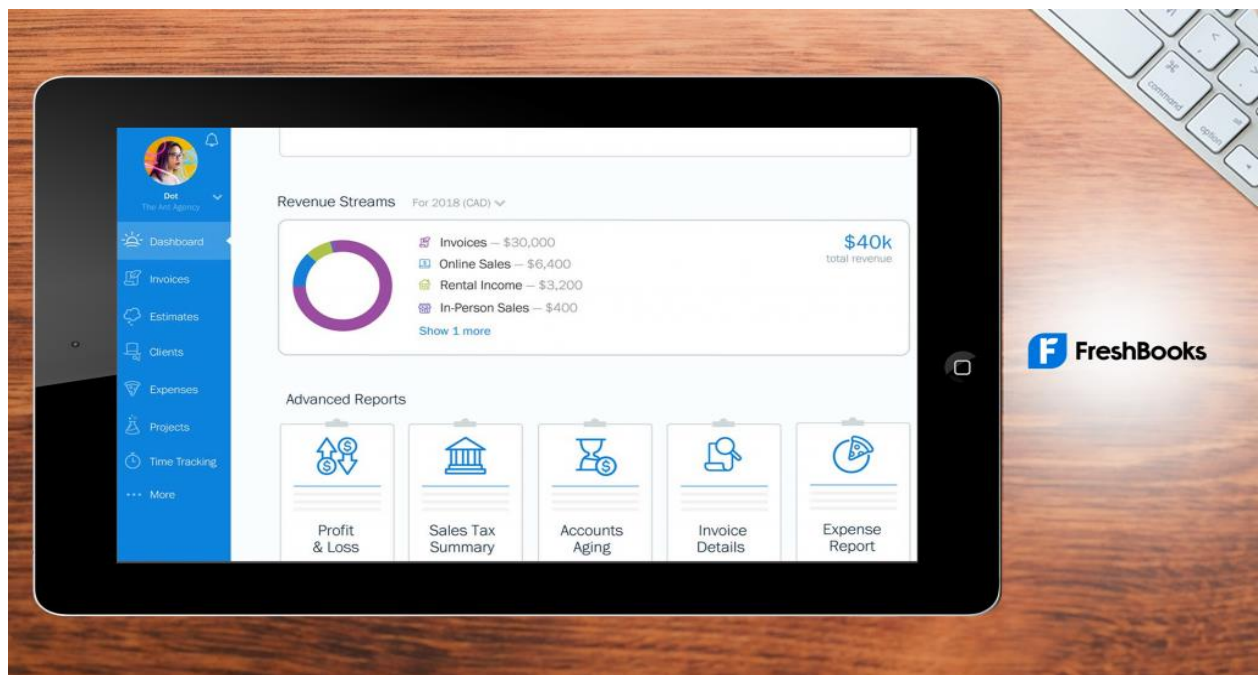 command
alt
option
Dot
The Ant Agency
Dashboard
Invoices
Estimates
Clients
Expenses
Projects
Time Tracking
More
Revenue Streams For 2018 (CAD)
Invoices – $30,000
Online Sales – $6,400
Rental Income – $3,200
In-Person Sales – $400
Show 1 more
$40k
total revenue
Advanced Reports
Profit
& Loss
Sales Tax
Summary
Accounts
Aging
Invoice
Details
Expense
Report
FreshBooks